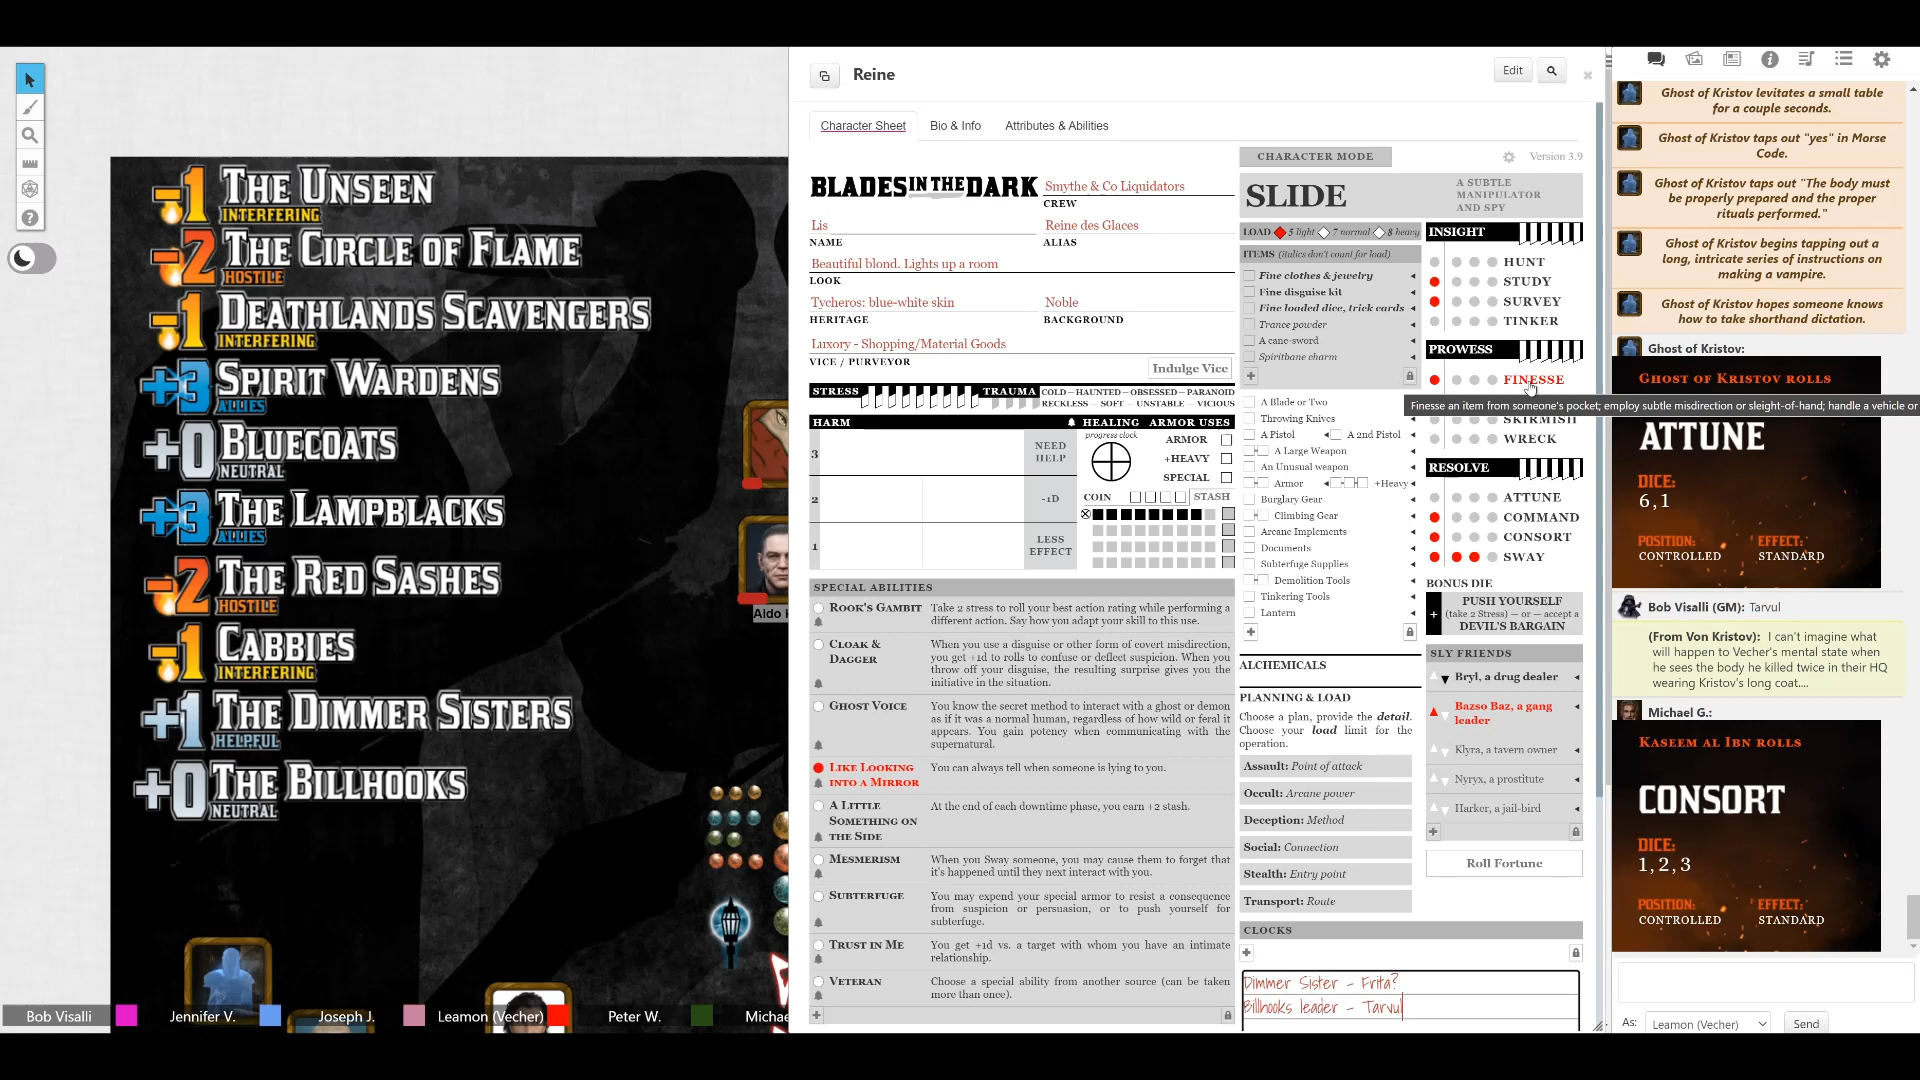 -1 THE UNSEEN
INTERFERING
-2 THE CIRCLE OF FLAME
HOSTILE
-1 DEATHLANDS SCAVENGERS
INTERFERING
+3 SPIRIT WARDENS
ALLIES
+0 BLUECOATS
NEUTRAL
+3 THE LAMPBLACKS
ALLIES
-2 THE RED SASHES
HOSTILE
-1 CABBIES
INTERFERING
+1 THE DIMMER SISTERS
HELPFUL
+0 THE BILLHOOKS
NEUTRAL
Aldo
Bob Visalli
Jennifer V.
Joseph J.
Leamon (Vecher)
Peter W.
Michae
Reine
Edit
Character Sheet
Bio & Info
Attributes & Abilities
BLADES IN THE DARK
Smythe & Co Liquidators
CREW
Lis
NAME
Reine des Glaces
ALIAS
Beautiful blond. Lights up a room
LOOK
Tycheros: blue-white skin
HERITAGE
Noble
BACKGROUND
Luxory - Shopping/Material Goods
VICE / PURVEYOR
Indulge Vice
STRESS
TRAUMA
COLD—HAUNTED—OBSESSED—PARANOID
RECKLESS — SOFT — UNSTABLE — VICIOUS
HARM
HEALING
ARMOR USES
3
NEED HELP
progress clock
ARMOR
+HEAVY
SPECIAL
2
-1D
COIN
STASH
1
LESS EFFECT
SPECIAL ABILITIES
ROOK'S GAMBIT
Take 2 stress to roll your best action rating while performing a
different action. Say how you adapt your skill to this use.
CLOAK &
DAGGER
When you use a disguise or other form of covert misdirection,
you get +1d to rolls to confuse or deflect suspicion. When you
throw off your disguise, the resulting surprise gives you the
initiative in the situation.
GHOST VOICE
You know the secret method to interact with a ghost or demon
as if it was a normal human, regardless of how wild or feral it
appears. You gain potency when communicating with the
supernatural.
LIKE LOOKING
INTO A MIRROR
You can always tell when someone is lying to you.
A LITTLE
SOMETHING ON
THE SIDE
At the end of each downtime phase, you earn +2 stash.
MESMERISM
When you Sway someone, you may cause them to forget that
it's happened until they next interact with you.
SUBTERFUGE
You may expend your special armor to resist a consequence
from suspicion or persuasion, or to push yourself for
subterfuge.
TRUST IN ME
You get +1d vs. a target with whom you have an intimate
relationship.
VETERAN
Choose a special ability from another source (can be taken
more than once).
CHARACTER MODE
Version 3.9
SLIDE
A SUBTLE
MANIPULATOR
AND SPY
LOAD 5 light 7 normal 8 heavy
ITEMS (italics don't count for load)
Fine clothes & jewelry
Fine disguise kit
Fine loaded dice, trick cards
Trance powder
A cane-sword
Spiritbane charm
A Blade or Two
Throwing Knives
A Pistol
A 2nd Pistol
A Large Weapon
An Unusual weapon
Armor
+Heavy
Burglary Gear
Climbing Gear
Arcane Implements
Documents
Subterfuge Supplies
Demolition Tools
Tinkering Tools
Lantern
ALCHEMICALS
PLANNING & LOAD
Choose a plan, provide the detail.
Choose your load limit for the
operation.
Assault: Point of attack
Occult: Arcane power
Deception: Method
Social: Connection
Stealth: Entry point
Transport: Route
CLOCKS
Dimmer Sister - Frita?
Billhooks leader - Tarvul
INSIGHT
HUNT
STUDY
SURVEY
TINKER
PROWESS
FINESSE
Finesse an item from someone's pocket; employ subtle misdirection or sleight-of-hand; handle a vehicle or
SKIRMISH
WRECK
RESOLVE
ATTUNE
COMMAND
CONSORT
SWAY
BONUS DIE
+
PUSH YOURSELF
(take 2 Stress) — or — accept a
DEVIL'S BARGAIN
SLY FRIENDS
Bryl, a drug dealer
Bazso Baz, a gang
leader
Klyra, a tavern owner
Nyryx, a prostitute
Harker, a jail-bird
Roll Fortune
Ghost of Kristov levitates a small table
for a couple seconds.
Ghost of Kristov taps out "yes" in Morse
Code.
Ghost of Kristov taps out "The body must
be properly prepared and the proper
rituals performed."
Ghost of Kristov begins tapping out a
long, intricate series of instructions on
making a vampire.
Ghost of Kristov hopes someone knows
how to take shorthand dictation.
Ghost of Kristov:
GHOST OF KRISTOV ROLLS
ATTUNE
DICE:
6, 1
POSITION:
CONTROLLED
EFFECT:
STANDARD
Bob Visalli (GM): Tarvul
(From Von Kristov): I can't imagine what
will happen to Vecher's mental state when
he sees the body he killed twice in their HQ
wearing Kristov's long coat....
Michael G.:
KASEEM AL IBN ROLLS
CONSORT
DICE:
1, 2, 3
POSITION:
CONTROLLED
EFFECT:
STANDARD
As:
Leamon (Vecher)
Send